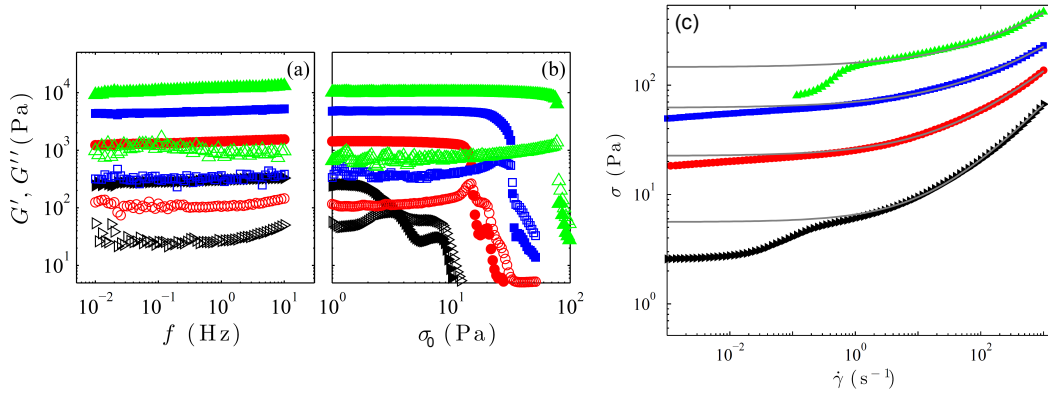 (a)
(b)
(c)
G′, G′′ (Pa)
10^4
10^3
10^2
10^1
10^−2 10^−1 10^0 10^1
f (Hz)
10^0 10^1 10^2
σ_0 (Pa)
σ (Pa)
10^2
10^1
10^0
10^−2 10^0 10^2
γ̇ (s^−1)